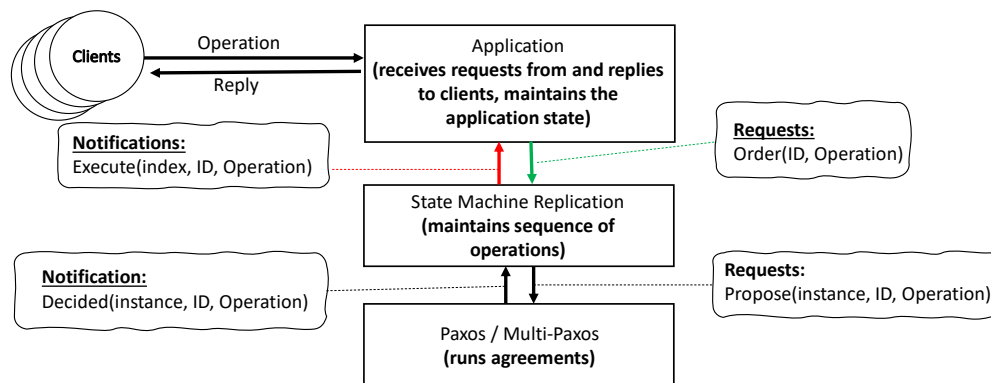 Clients
Operation
Reply
Application
(receives requests from and replies
to clients, maintains the
application state)
Notifications:
Execute(index, ID, Operation)
Requests:
Order(ID, Operation)
State Machine Replication
(maintains sequence of
operations)
Notification:
Decided(instance, ID, Operation)
Requests:
Propose(instance, ID, Operation)
Paxos / Multi-Paxos
(runs agreements)